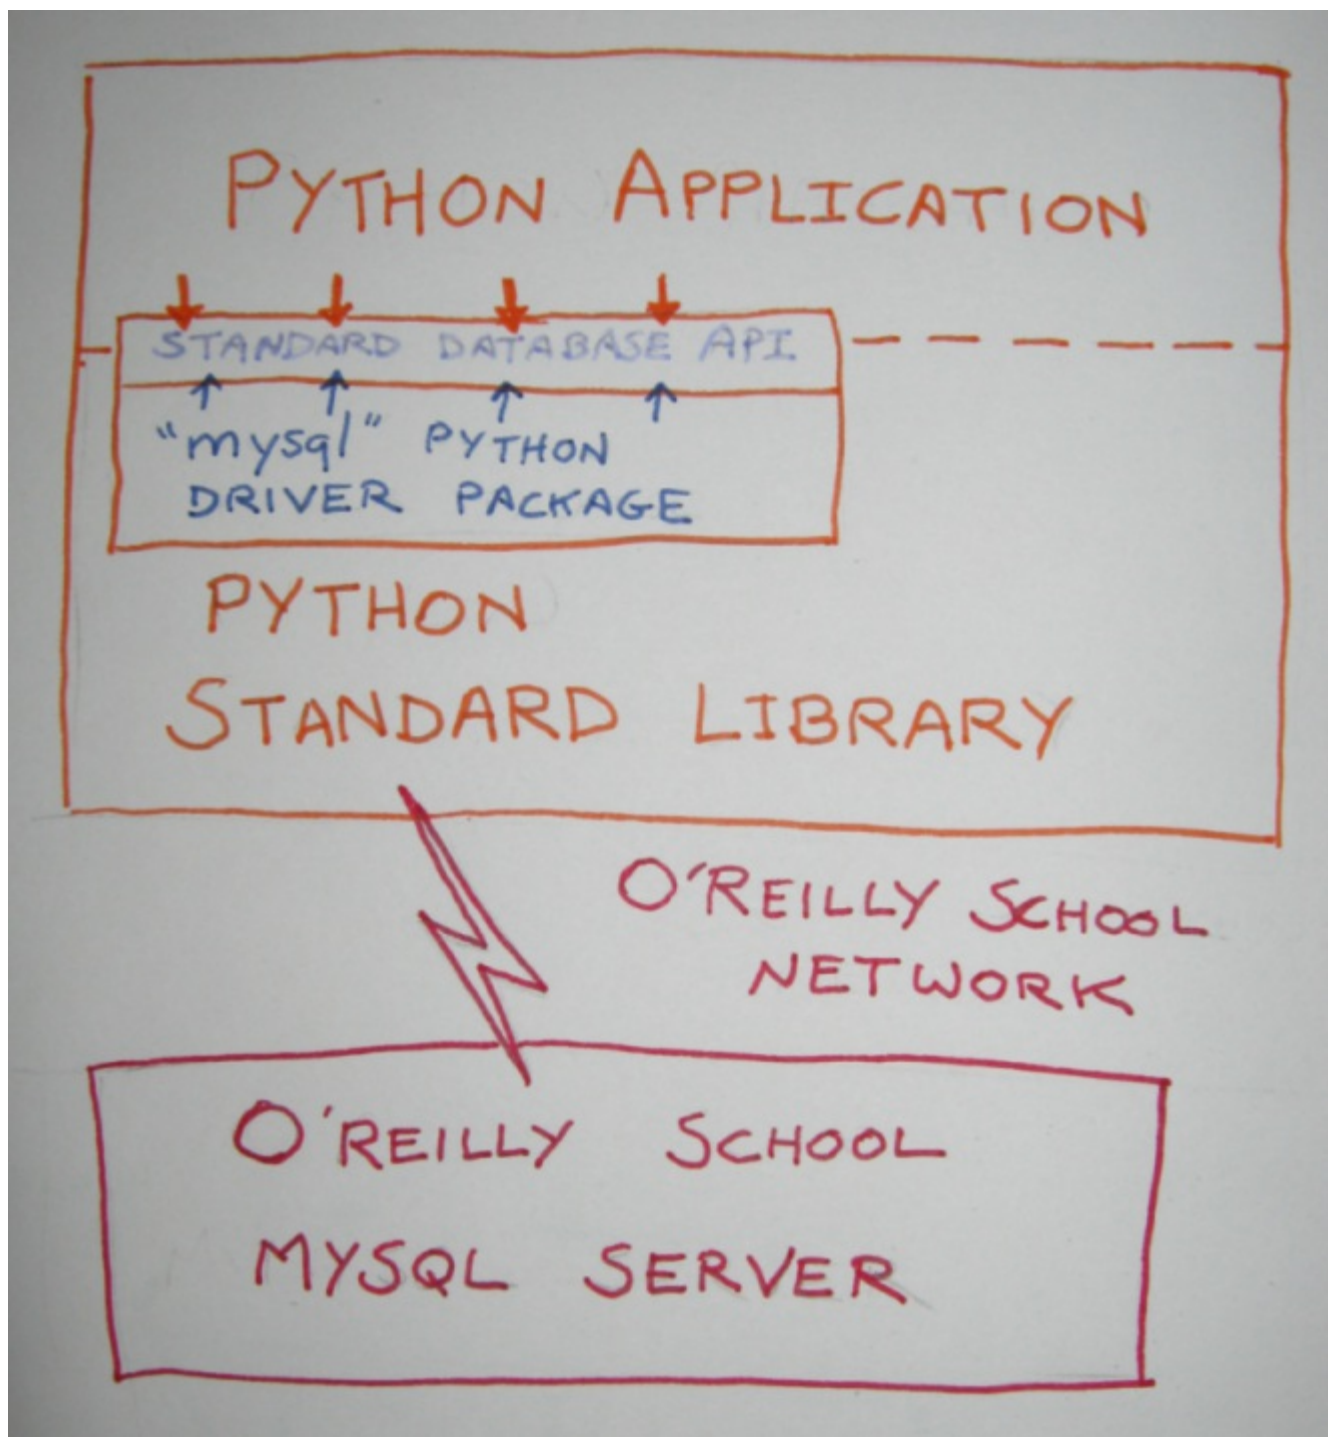 PYTHON APPLICATION
STANDARD DATABASE API
"mysql" PYTHON
DRIVER PACKAGE
PYTHON
STANDARD LIBRARY
O'REILLY SCHOOL
NETWORK
O'REILLY SCHOOL
MYSQL SERVER